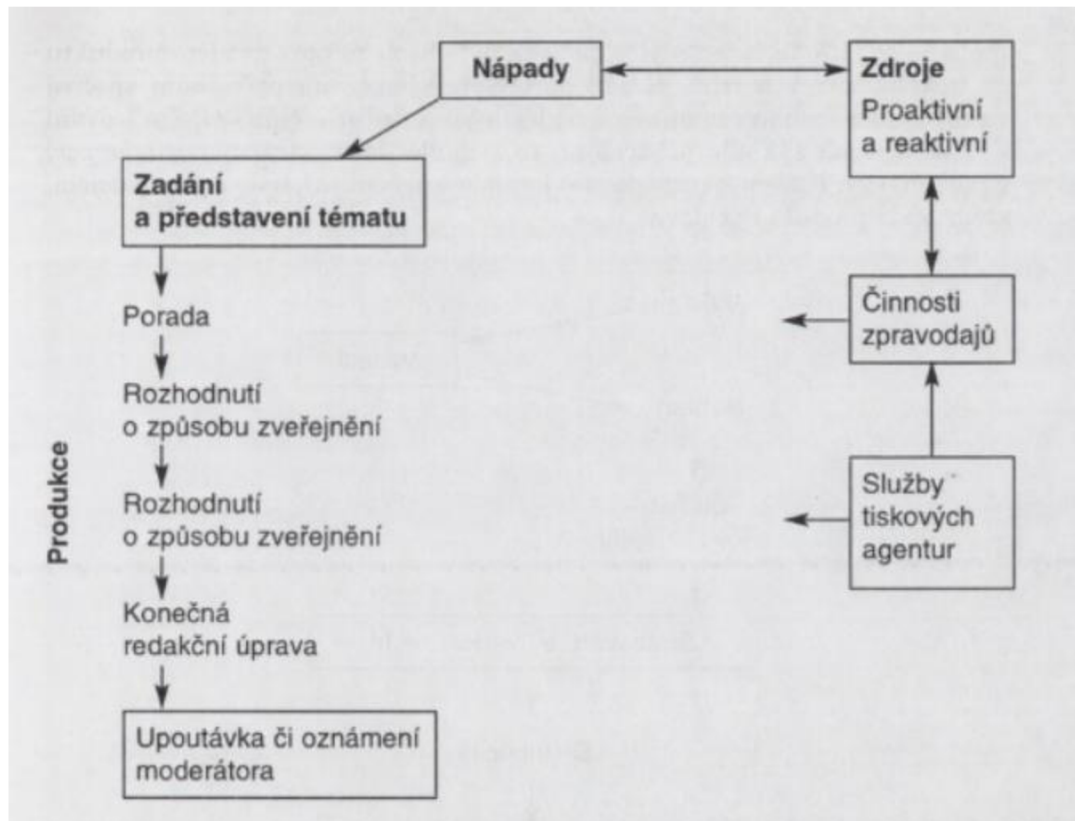 Nápady
Zdroje
Proaktivní
a reaktivní
Zadání
a představení tématu
Činnosti
zpravodajů
Porada
Rozhodnutí
o způsobu zveřejnění
Produkce
Služby
tiskových
agentur
Rozhodnutí
o způsobu zveřejnění
Konečná
redakční úprava
Upoutávka či oznámení
moderátora